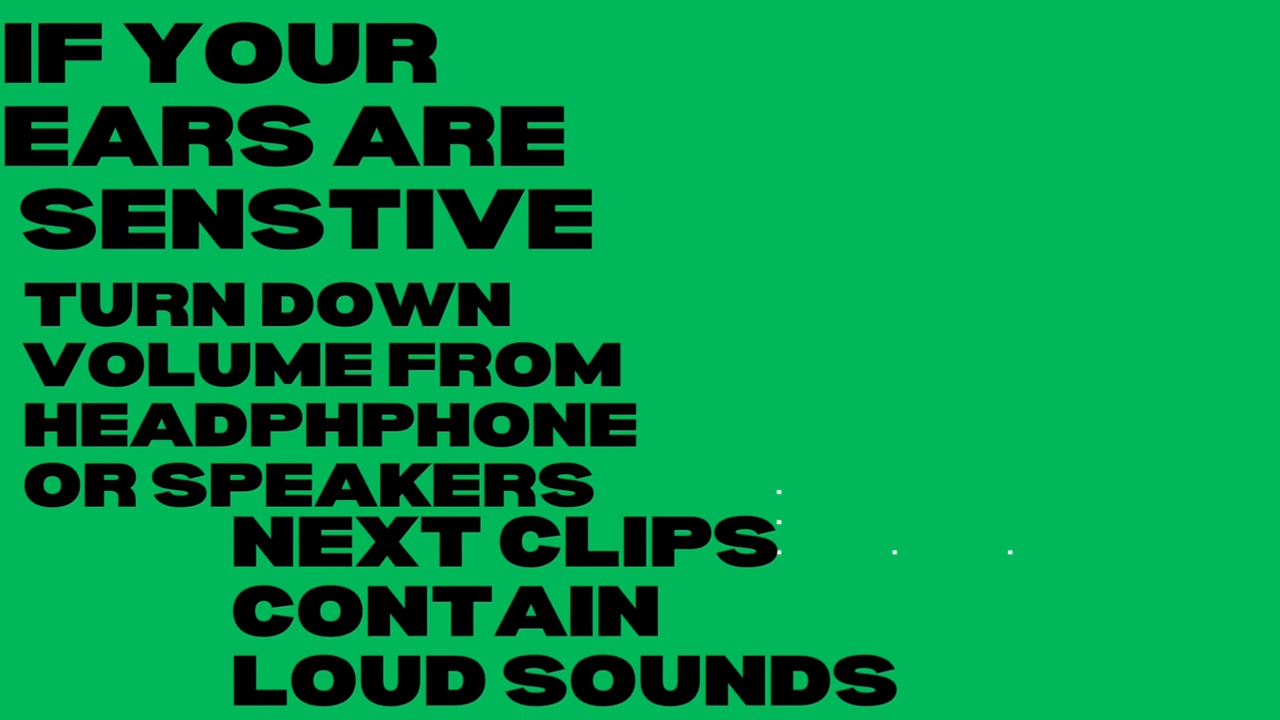 IF YOUR
EARS ARE
SENSTIVE
TURN DOWN
VOLUME FROM
HEADPHPHONE
OR SPEAKERS
NEXT CLIPS
CONTAIN
LOUD SOUNDS